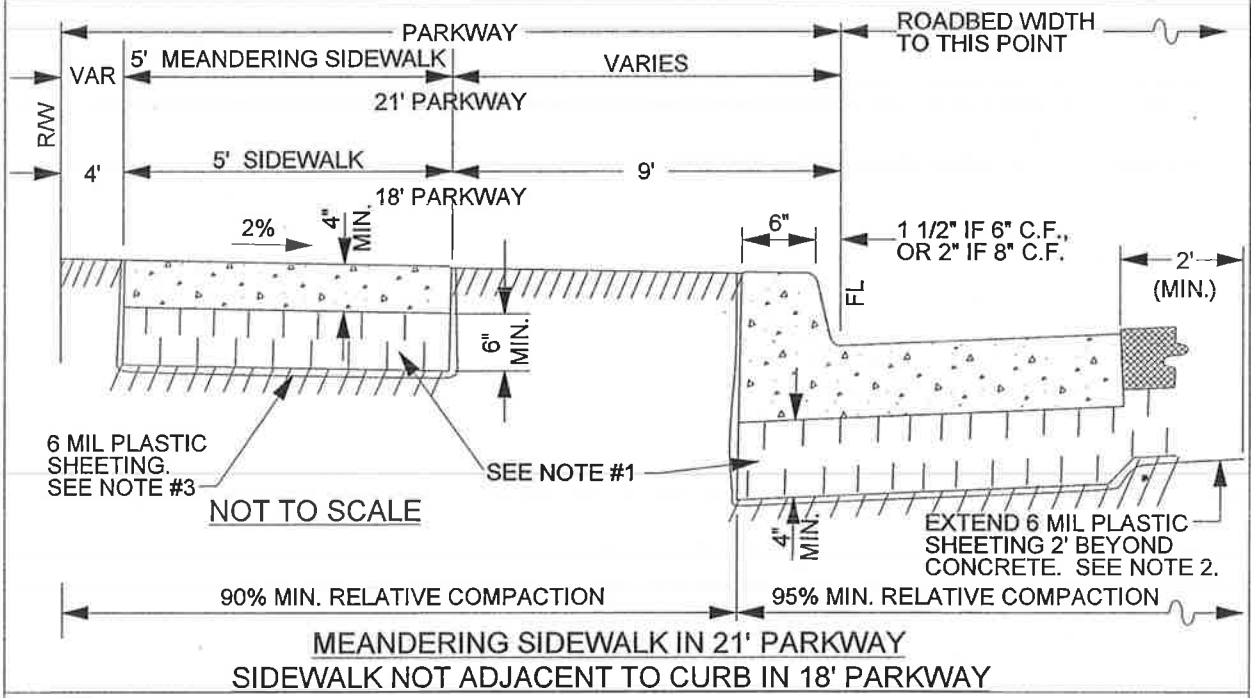 PARKWAY
ROADBED WIDTH
TO THIS POINT
VAR
5' MEANDERING SIDEWALK
VARIES
21' PARKWAY
R/W
4'
5' SIDEWALK
9'
18' PARKWAY
2%
4"
MIN.
6"
1 1/2" IF 6" C.F.,
OR 2" IF 8" C.F.
2'
(MIN.)
FL
6"
MIN.
6 MIL PLASTIC
SHEETING.
SEE NOTE #3
SEE NOTE #1
NOT TO SCALE
4"
MIN.
EXTEND 6 MIL PLASTIC
SHEETING 2' BEYOND
CONCRETE. SEE NOTE 2.
90% MIN. RELATIVE COMPACTION
95% MIN. RELATIVE COMPACTION
MEANDERING SIDEWALK IN 21' PARKWAY
SIDEWALK NOT ADJACENT TO CURB IN 18' PARKWAY